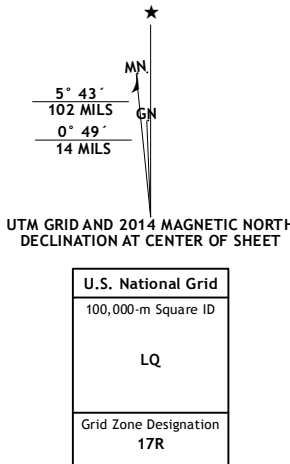 MN
GN
5° 43´
102 MILS
0° 49´
14 MILS
UTM GRID AND 2014 MAGNETIC NORTH
DECLINATION AT CENTER OF SHEET
U.S. National Grid
100,000-m Square ID
LQ
Grid Zone Designation
17R